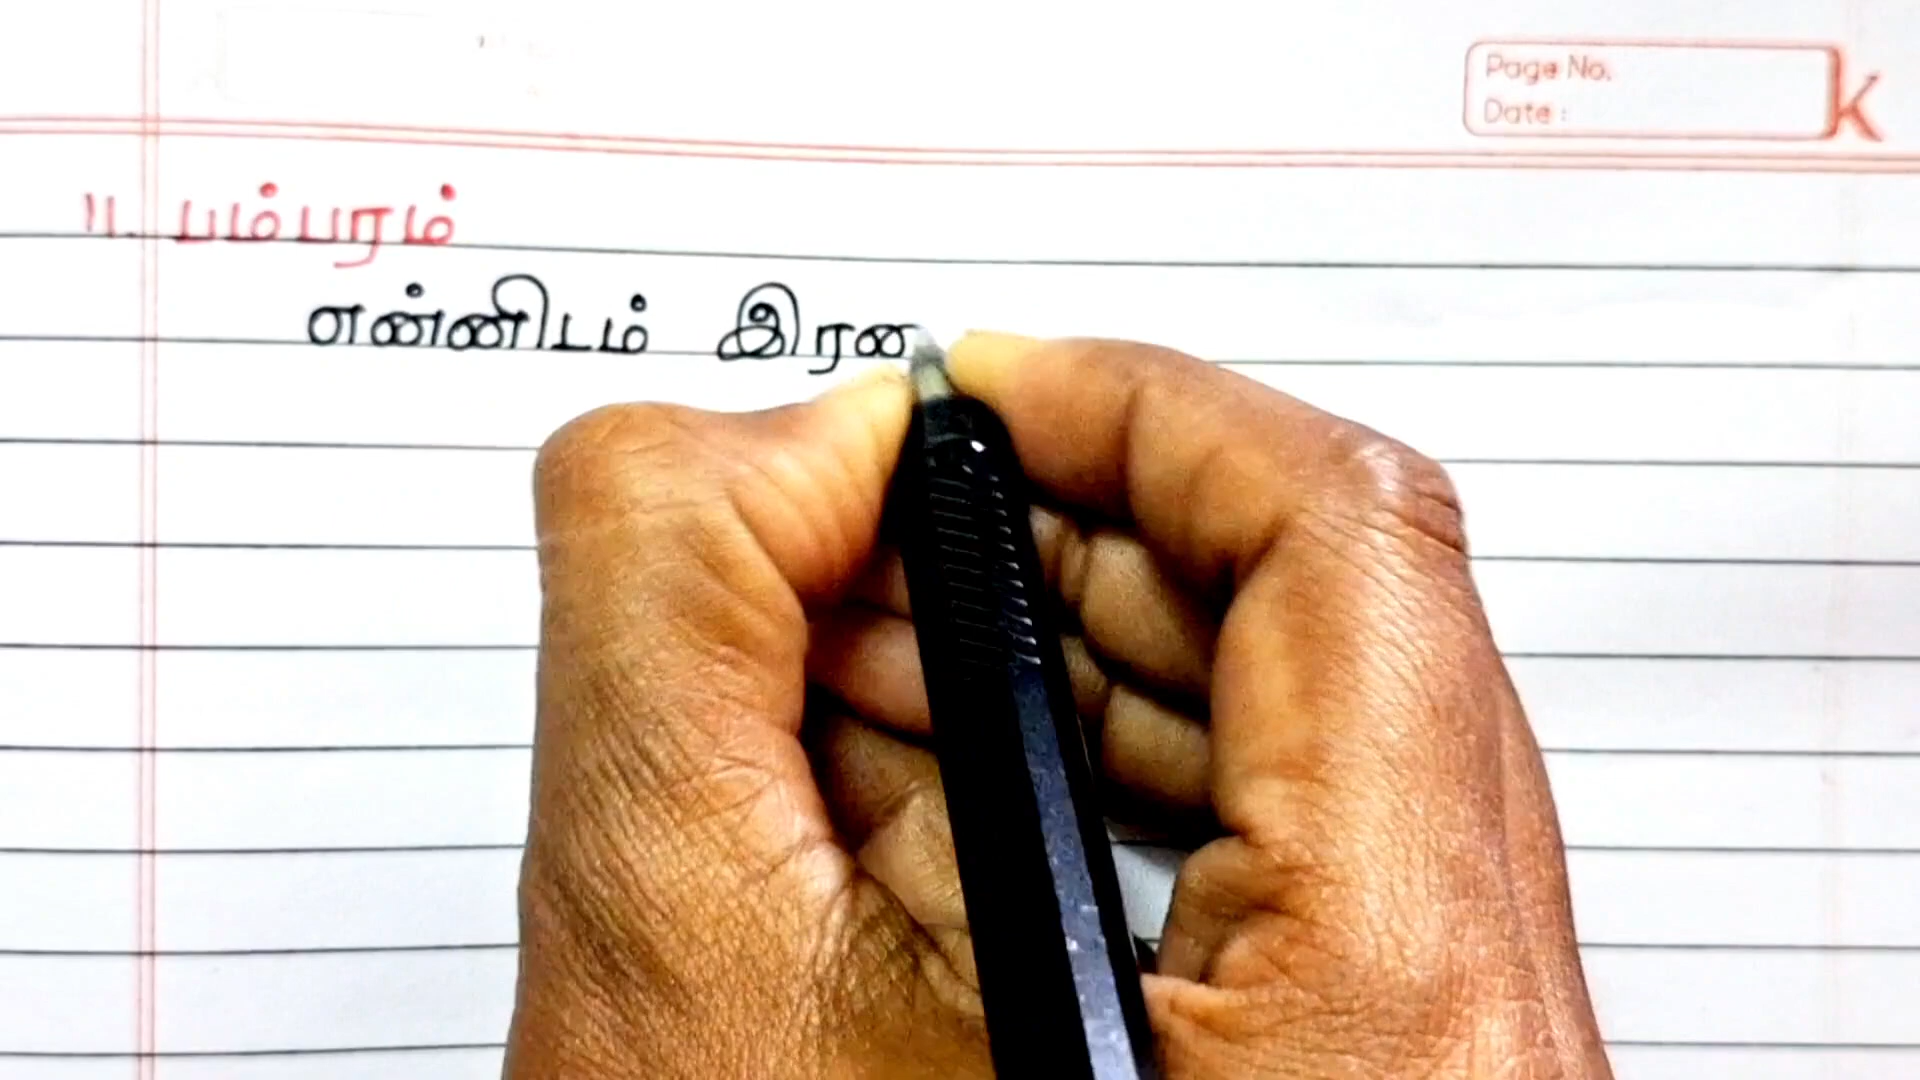 Page No.
Date :
K
11. பம்பரம்
என்னிடம் இரண